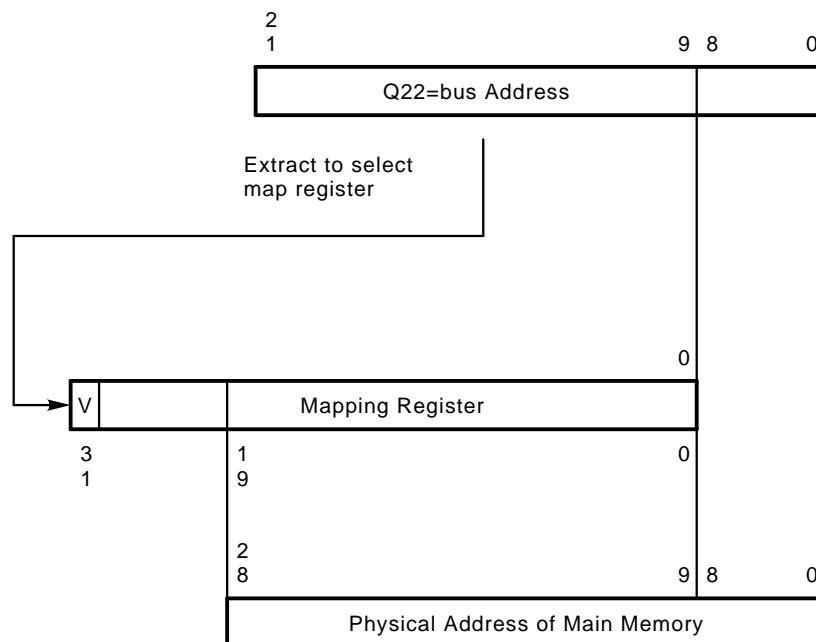 2
1 9 8 0
Q22=bus Address
Extract to select
map register
0
V Mapping Register
3 1 0
1 9
2
8 9 8 0
Physical Address of Main Memory